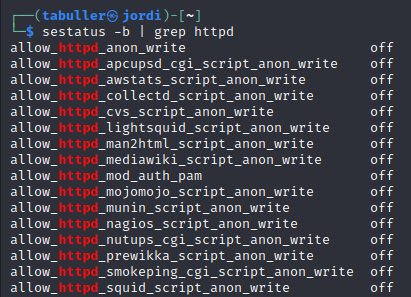 ┌──(tabuller㉿ jordi)-[~]
└─$ sestatus -b | grep httpd
allow_httpd_anon_write                      off
allow_httpd_apcupsd_cgi_script_anon_write   off
allow_httpd_awstats_script_anon_write       off
allow_httpd_collectd_script_anon_write      off
allow_httpd_cvs_script_anon_write           off
allow_httpd_lightsquid_script_anon_write    off
allow_httpd_man2html_script_anon_write      off
allow_httpd_mediawiki_script_anon_write     off
allow_httpd_mod_auth_pam                    off
allow_httpd_mojomojo_script_anon_write      off
allow_httpd_munin_script_anon_write         off
allow_httpd_nagios_script_anon_write        off
allow_httpd_nutups_cgi_script_anon_write    off
allow_httpd_prewikka_script_anon_write      off
allow_httpd_smokeping_cgi_script_anon_write off
allow_httpd_squid_script_anon_write         off